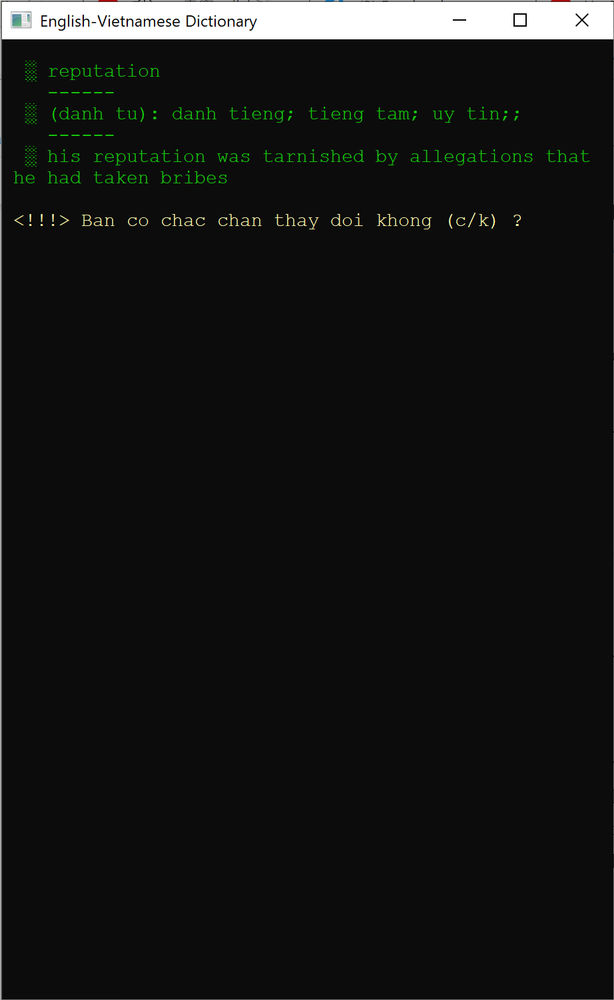 English-Vietnamese Dictionary
░ reputation
------
░ (danh tu): danh tieng; tieng tam; uy tin;;
------
░ his reputation was tarnished by allegations that
he had taken bribes
<!!!> Ban co chac chan thay doi khong (c/k) ?